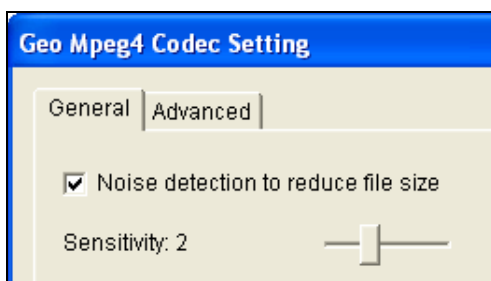 Geo Mpeg4 Codec Setting
General Advanced
Noise detection to reduce file size
Sensitivity: 2